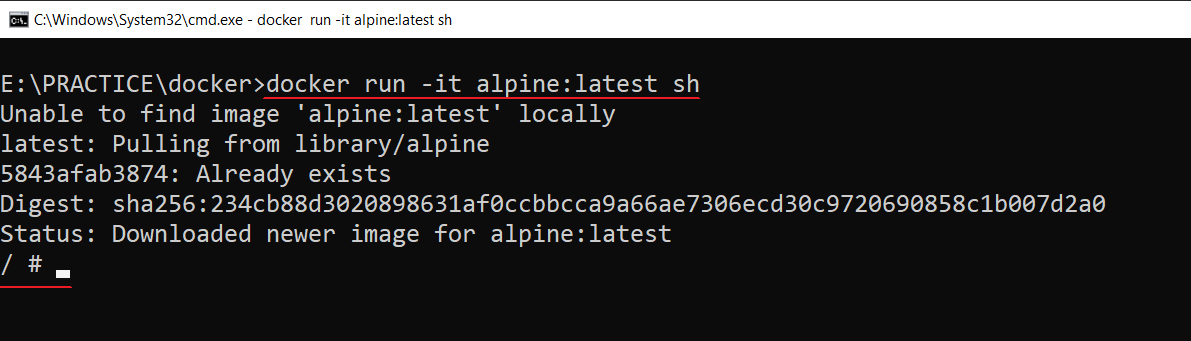 C:\Windows\System32\cmd.exe - docker  run -it alpine:latest sh
E:\PRACTICE\docker>docker run -it alpine:latest sh
Unable to find image 'alpine:latest' locally
latest: Pulling from library/alpine
5843afab3874: Already exists
Digest: sha256:234cb88d3020898631af0ccbbcca9a66ae7306ecd30c9720690858c1b007d2a0
Status: Downloaded newer image for alpine:latest
/ #